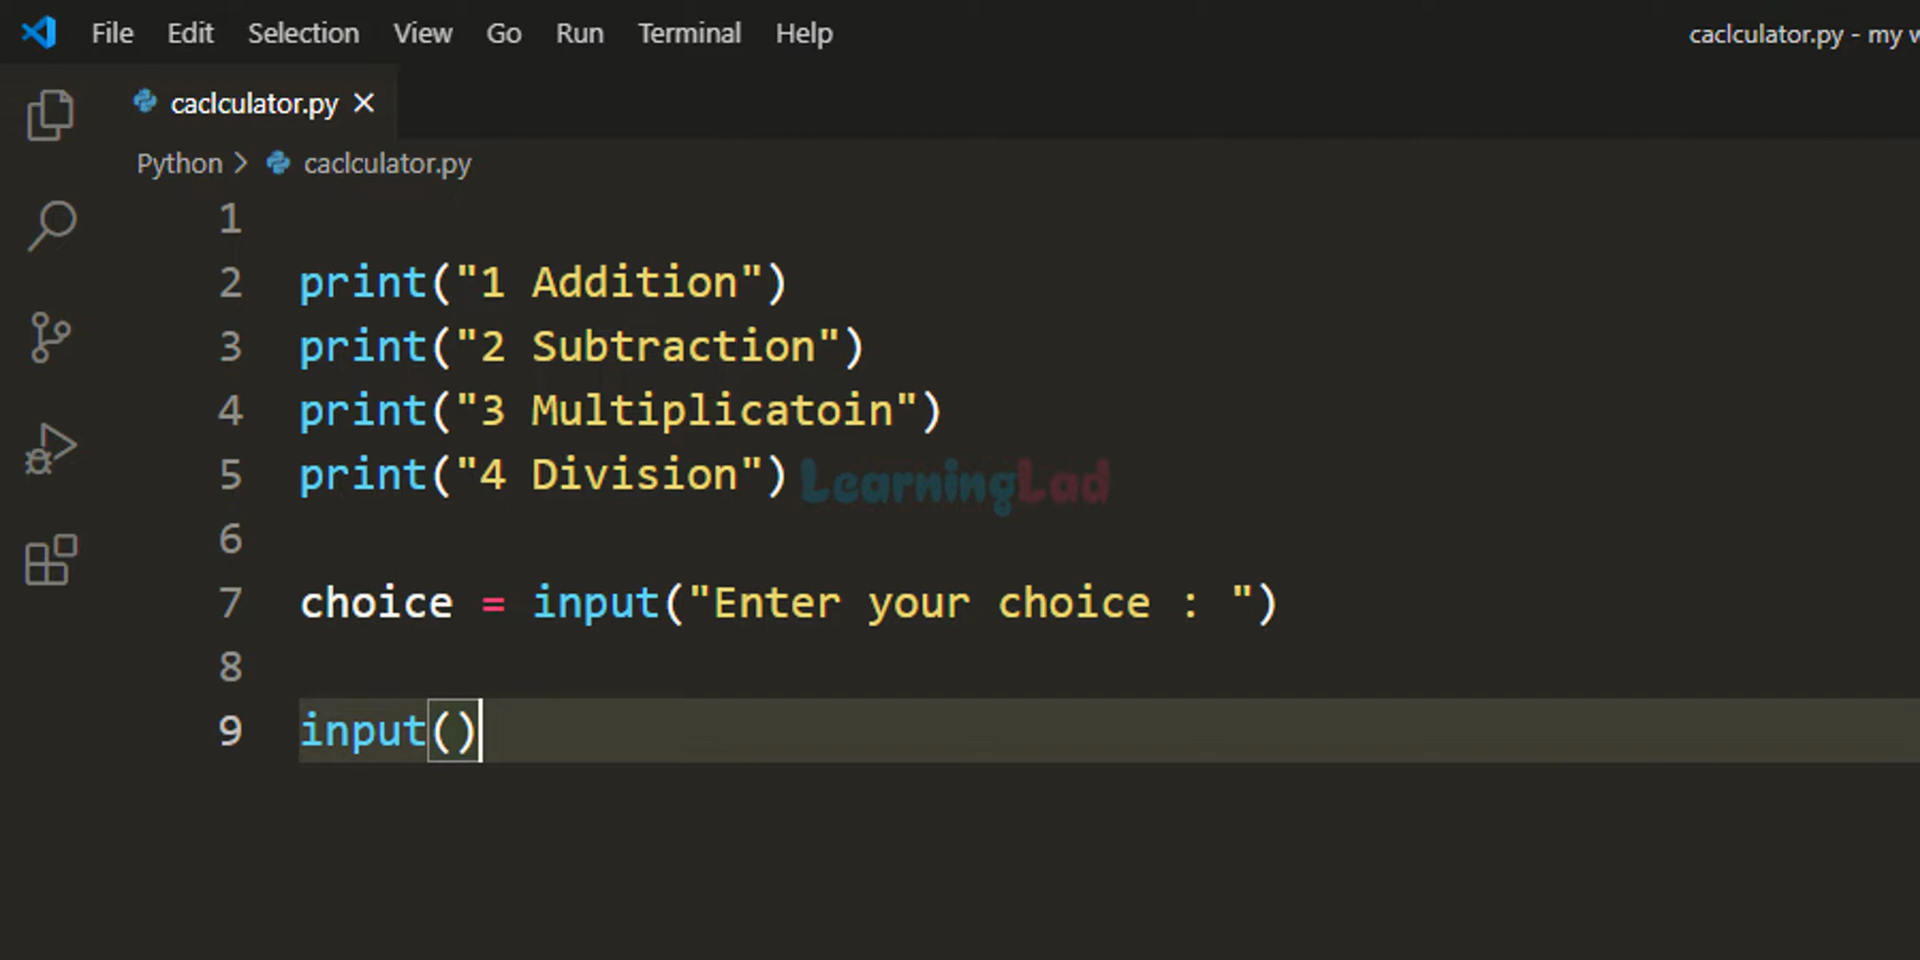 File Edit Selection View Go Run Terminal Help caclculator.py - my w
caclculator.py
Python > caclculator.py
1
2 print("1 Addition")
3 print("2 Subtraction")
4 print("3 Multiplicatoin")
5 print("4 Division")
LearningLad
6
7 choice = input("Enter your choice : ")
8
9 input()